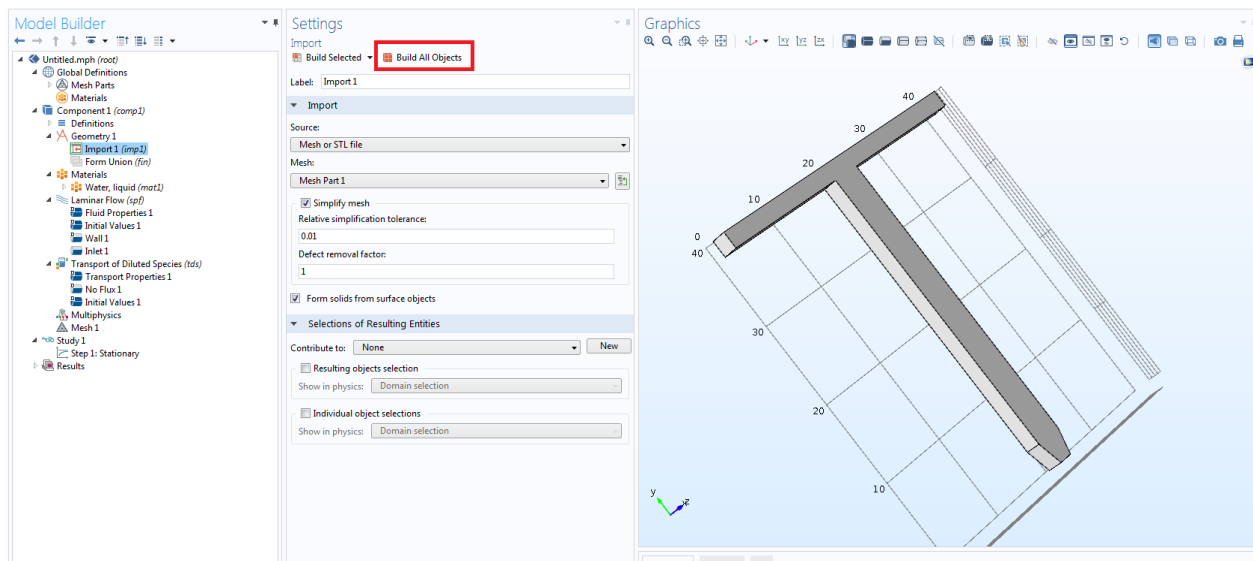 Model Builder
Untitled.mph (root)
Global Definitions
Mesh Parts
Materials
Component 1 (comp1)
Definitions
Geometry 1
Import 1 (imp1)
Form Union (fin)
Materials
Water, liquid (mat1)
Laminar Flow (spf)
Fluid Properties 1
Initial Values 1
Wall 1
Inlet 1
Transport of Diluted Species (tds)
Transport Properties 1
No Flux 1
Initial Values 1
Multiphysics
Mesh 1
Study 1
Step 1: Stationary
Results
Settings
Import
Build Selected Build All Objects
Label: Import 1
Import
Source:
Mesh or STL file
Mesh:
Mesh Part 1
Simplify mesh
Relative simplification tolerance:
0.01
Defect removal factor:
1
Form solids from surface objects
Selections of Resulting Entities
Contribute to: None New
Resulting objects selection
Show in physics: Domain selection
Individual object selections
Show in physics: Domain selection
Graphics
xy yz zx
40
30
20
10
0
40
30
20
10
y
z